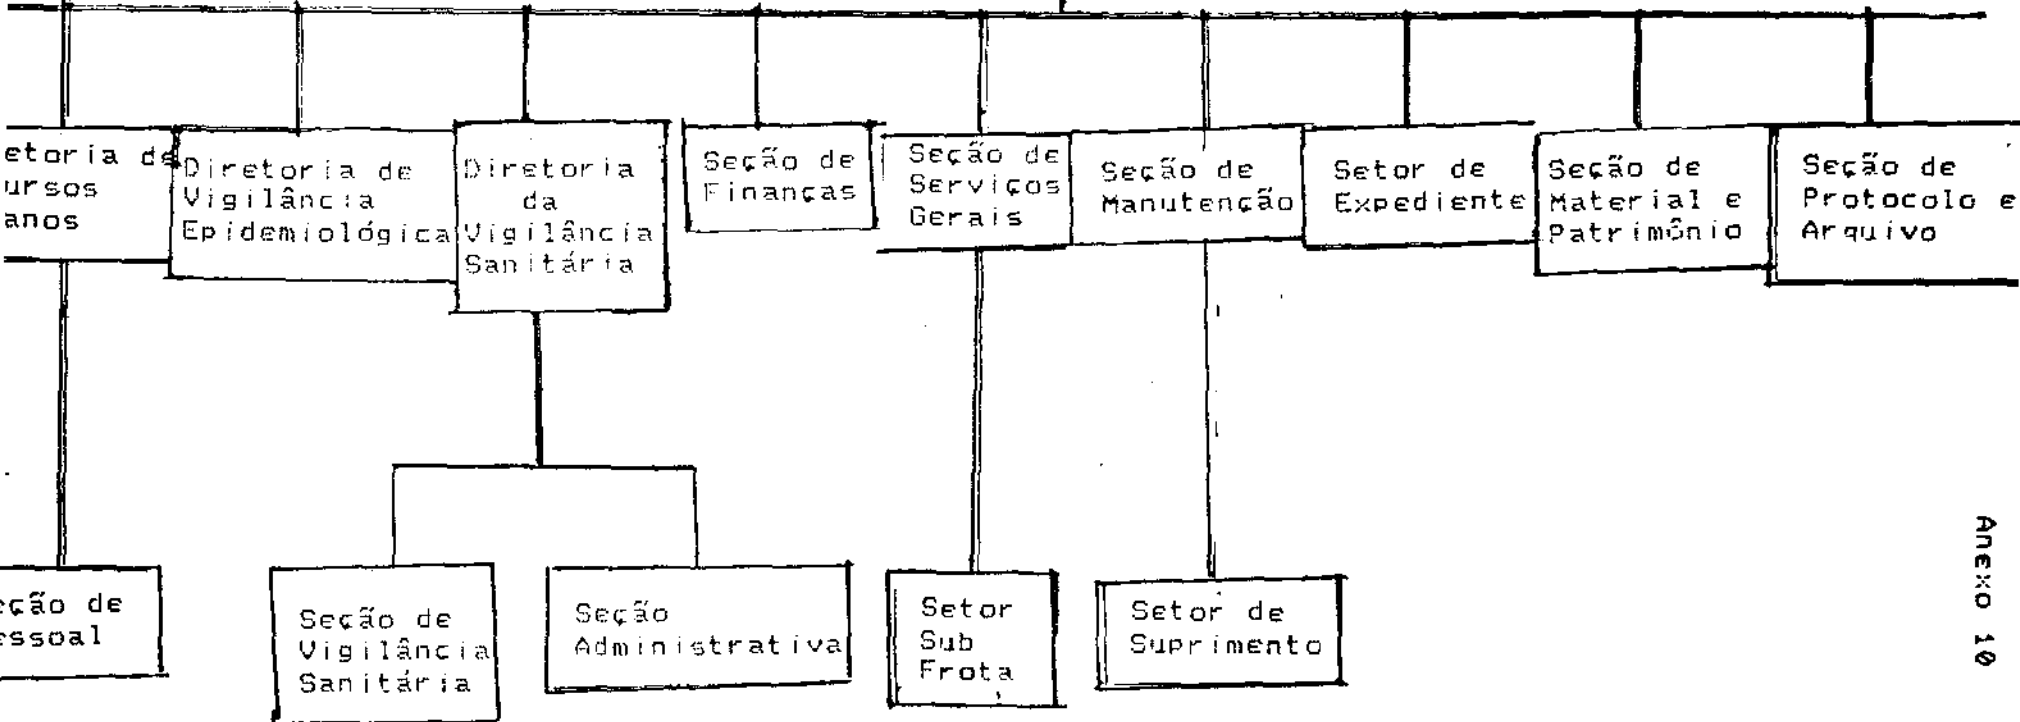 etoria de
ursos
anos
Diretoria de
Vigilância
Epidemiológica
Diretoria
da
Vigilância
Sanitária
Seção de
Finanças
Seção de
Serviços
Gerais
Seção de
Manutenção
Setor de
Expediente
Seção de
Material e
Patrimônio
Seção de
Protocolo e
Arquivo
eção de
essoal
Seção de
Vigilância
Sanitária
Seção
Administrativa
Setor
Sub
Frota
Setor de
Suprimento
Anexo 10